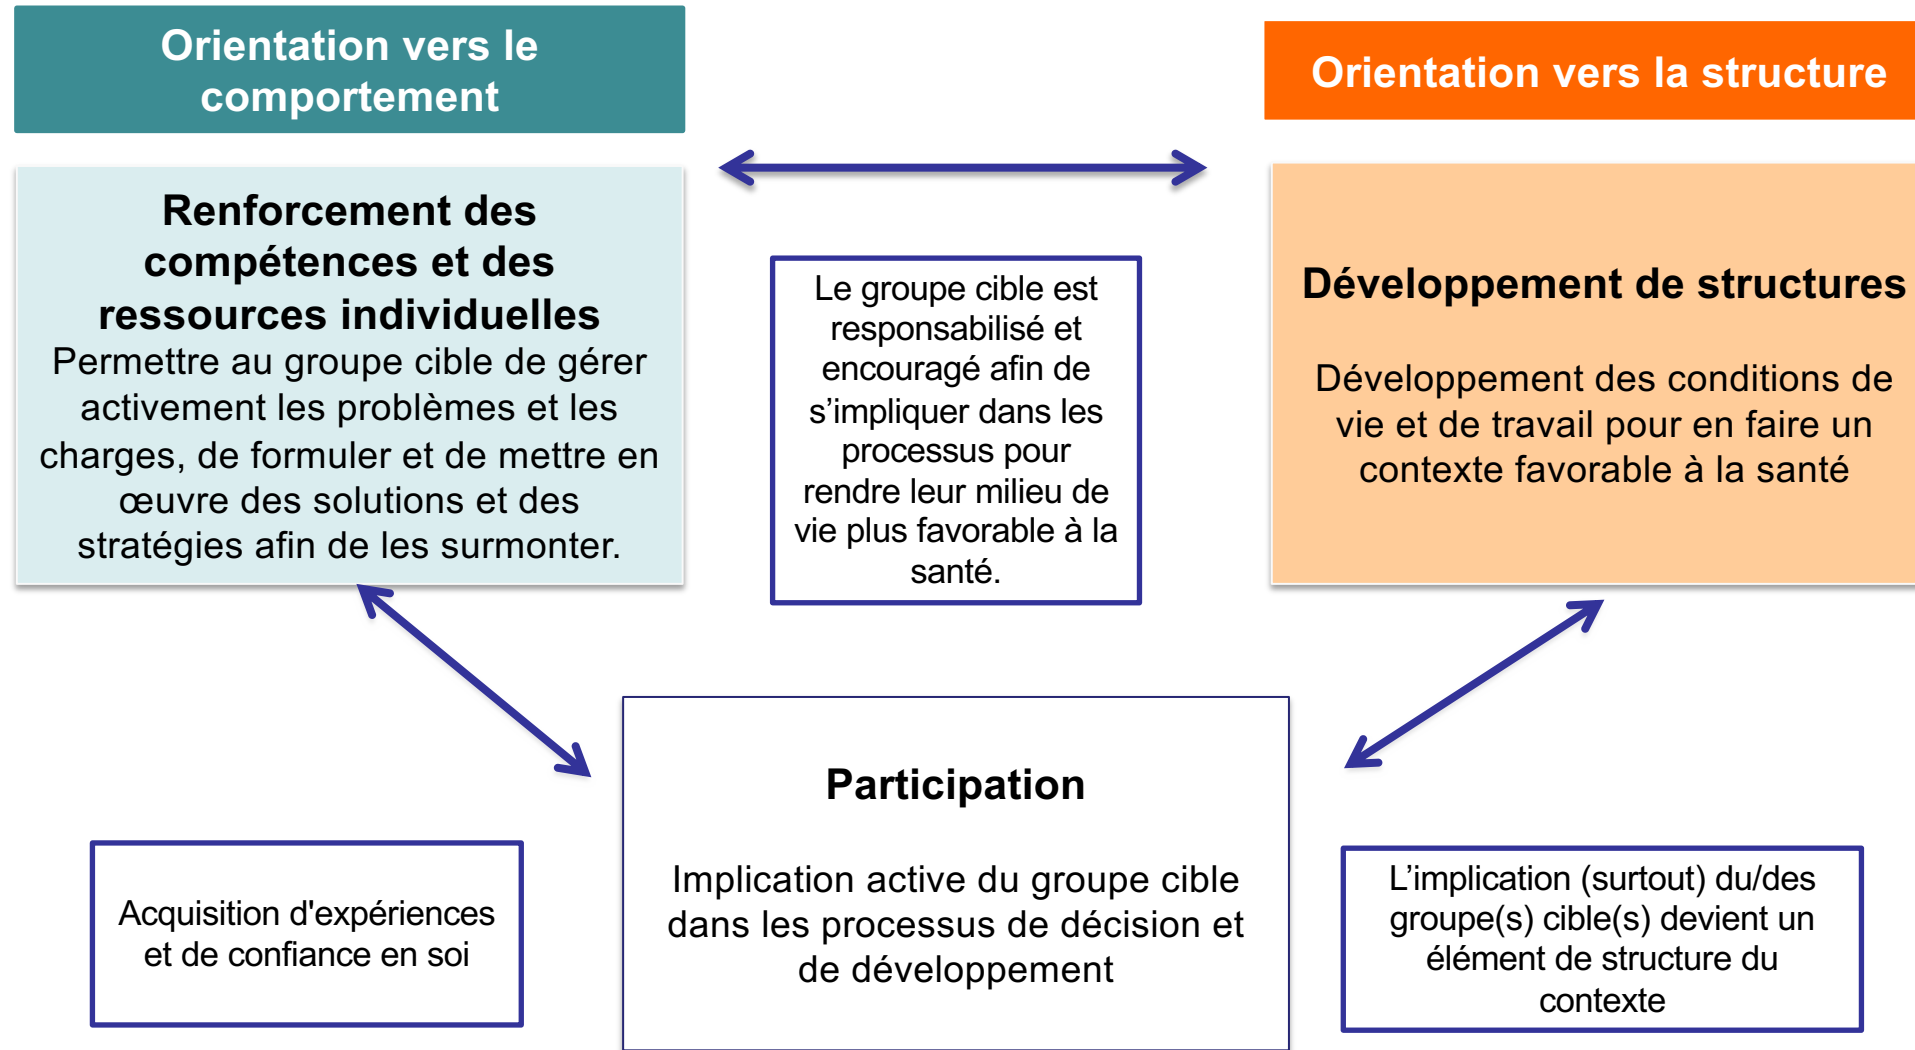 Orientation vers le
comportement
Orientation vers la structure
Renforcement des
compétences et des
ressources individuelles
Permettre au groupe cible de gérer
activement les problèmes et les
charges, de formuler et de mettre en
œuvre des solutions et des
stratégies afin de les surmonter.
Le groupe cible est
responsabilisé et
encouragé afin de
s’impliquer dans les
processus pour
rendre leur milieu de
vie plus favorable à la
santé.
Développement de structures
Développement des conditions de
vie et de travail pour en faire un
contexte favorable à la santé
Participation
Implication active du groupe cible
dans les processus de décision et
de développement
Acquisition d'expériences
et de confiance en soi
L’implication (surtout) du/des
groupe(s) cible(s) devient un
élément de structure du
contexte